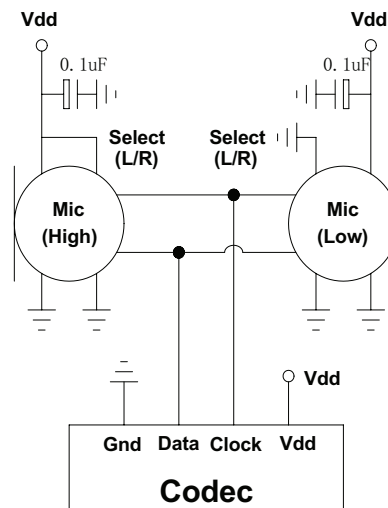 Vdd
Vdd
0.1uF
0.1uF
Select
(L/R)
Select
(L/R)
Mic
(High)
Mic
(Low)
Vdd
Gnd Data Clock Vdd
Codec